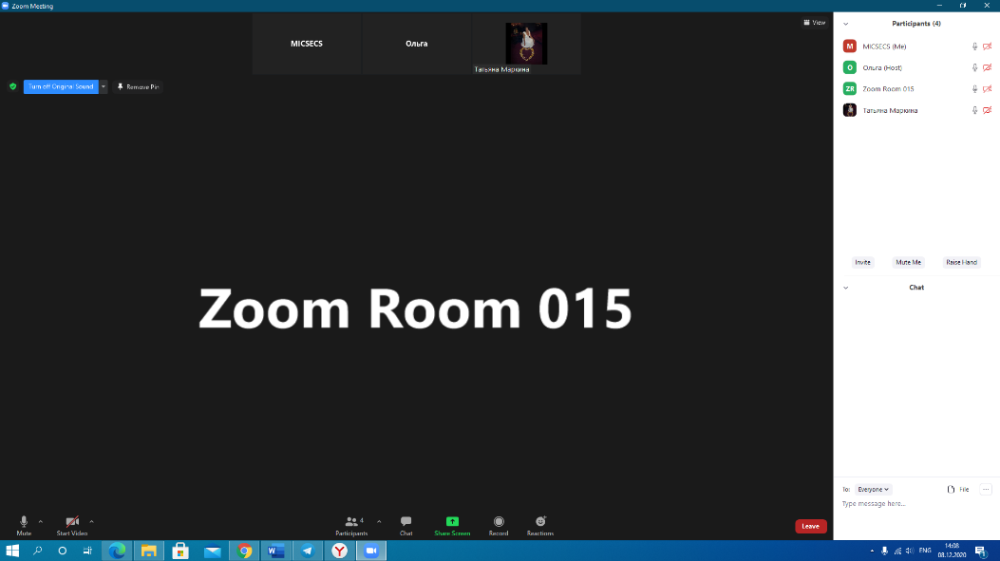 Zoom Meeting
MICSECS
Ольга
Татьяна Маркина
View
Turn off Original Sound
Remove Pin
Zoom Room 015
Participants (4)
M MICSECS (Me)
О Ольга (Host)
ZR Zoom Room 015
Татьяна Маркина
Invite Mute Me Raise Hand
Chat
To: Everyone File ...
Type message here...
Mute
Start Video
4
Participants
Chat
Share Screen
Record
Reactions
Leave
ENG
14:08
08.12.2020